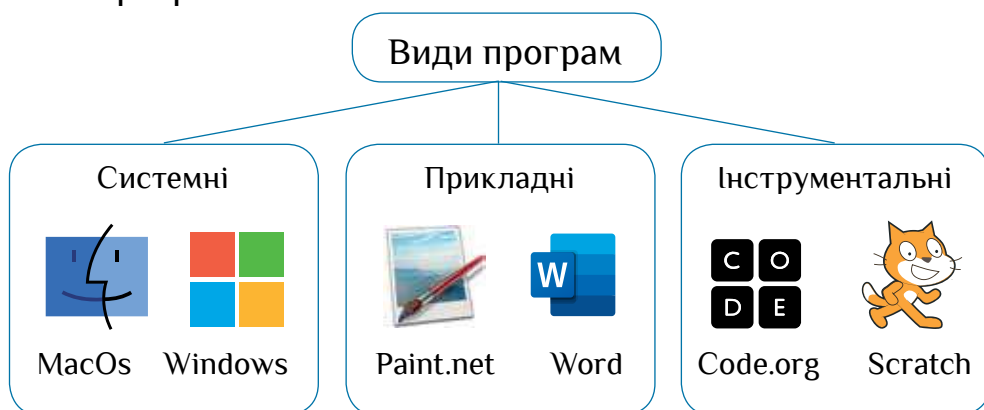 Види програм
Системні
MacOs Windows
Прикладні
W
Paint.net Word
Інструментальні
C O
D E
Code.org Scratch